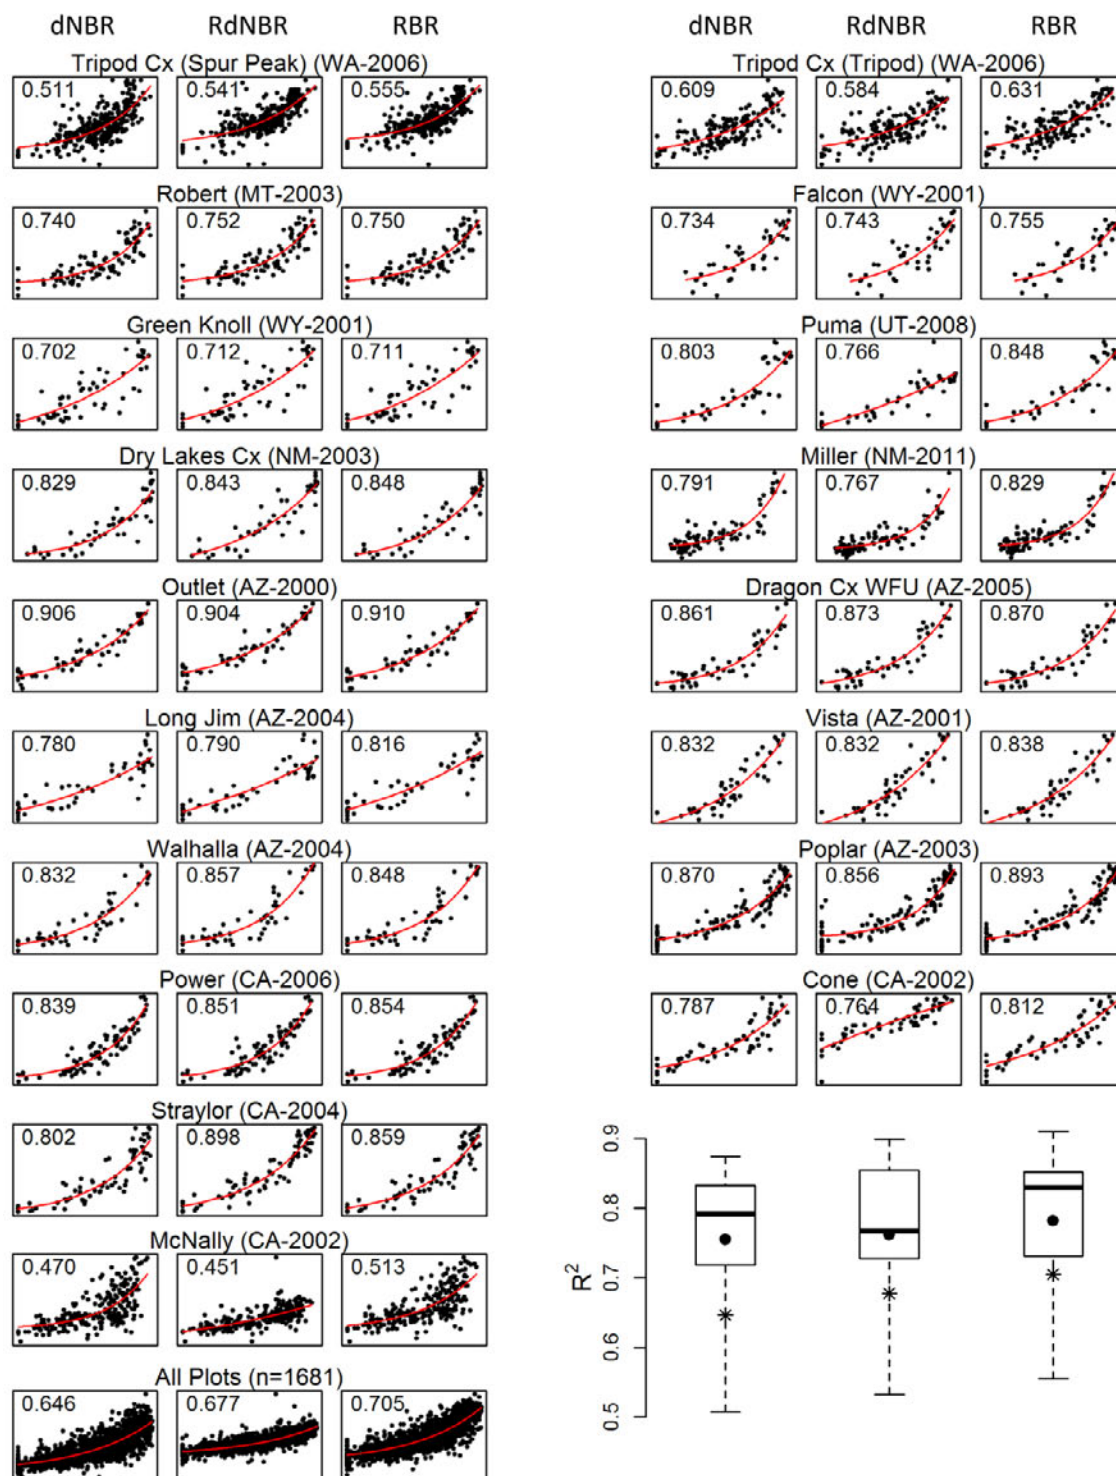 dNBR RdNBR RBR
Tripod Cx (Spur Peak) (WA-2006)
0.511 0.541 0.555
Robert (MT-2003)
0.740 0.752 0.750
Green Knoll (WY-2001)
0.702 0.712 0.711
Dry Lakes Cx (NM-2003)
0.829 0.843 0.848
Outlet (AZ-2000)
0.906 0.904 0.910
Long Jim (AZ-2004)
0.780 0.790 0.816
Walhalla (AZ-2004)
0.832 0.857 0.848
Power (CA-2006)
0.839 0.851 0.854
Straylor (CA-2004)
0.802 0.898 0.859
McNally (CA-2002)
0.470 0.451 0.513
All Plots (n=1681)
0.646 0.677 0.705
dNBR RdNBR RBR
Tripod Cx (Tripod) (WA-2006)
0.609 0.584 0.631
Falcon (WY-2001)
0.734 0.743 0.755
Puma (UT-2008)
0.803 0.766 0.848
Miller (NM-2011)
0.791 0.767 0.829
Dragon Cx WFU (AZ-2005)
0.861 0.873 0.870
Vista (AZ-2001)
0.832 0.832 0.838
Poplar (AZ-2003)
0.870 0.856 0.893
Cone (CA-2002)
0.787 0.764 0.812
R²
0.9
0.8
0.7
0.6
0.5